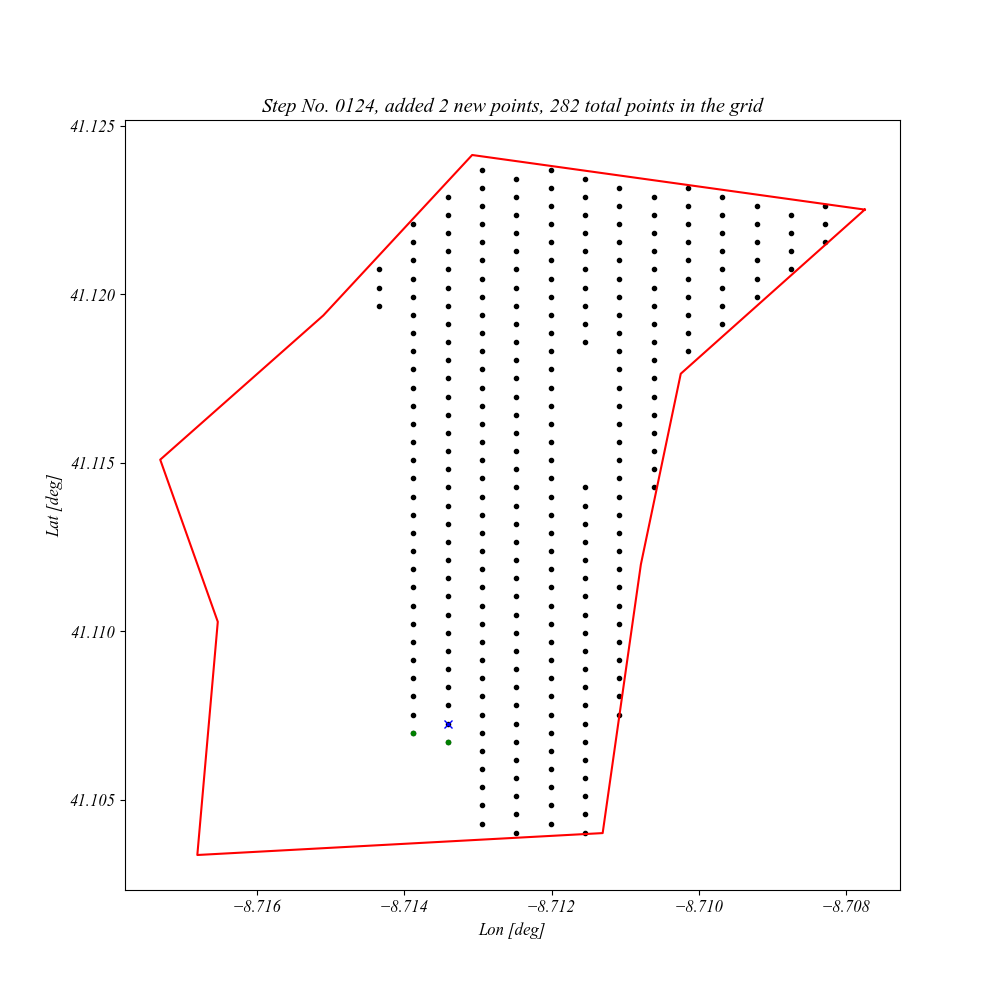 Step No. 0124, added 2 new points, 282 total points in the grid
41.125
41.120
41.115
41.110
41.105
Lat [deg]
−8.716 −8.714 −8.712 −8.710 −8.708
Lon [deg]